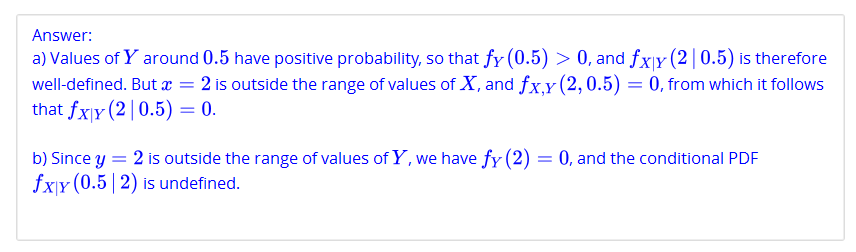 Answer:
a) Values of Y around 0.5 have positive probability, so that f_Y(0.5) > 0, and f_{X|Y}(2 | 0.5) is therefore
well-defined. But x = 2 is outside the range of values of X, and f_{X,Y}(2, 0.5) = 0, from which it follows
that f_{X|Y}(2 | 0.5) = 0.
b) Since y = 2 is outside the range of values of Y, we have f_Y(2) = 0, and the conditional PDF
f_{X|Y}(0.5 | 2) is undefined.